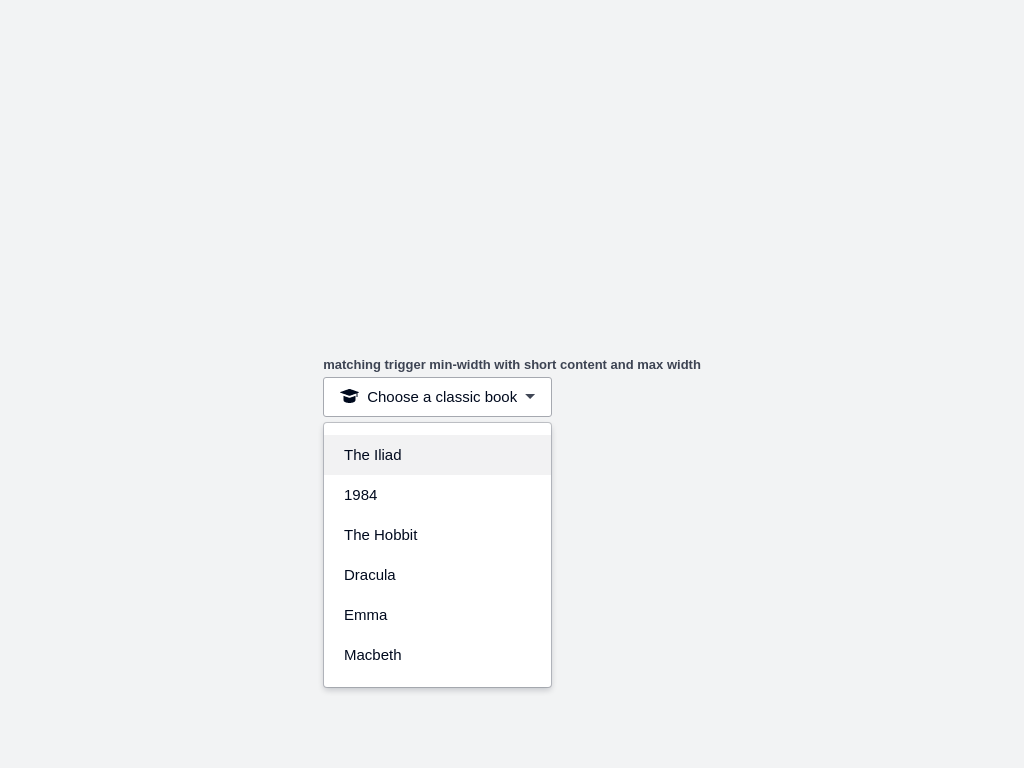 matching trigger min-width with short content and max width
Choose a classic book
The Iliad
1984
The Hobbit
Dracula
Emma
Macbeth